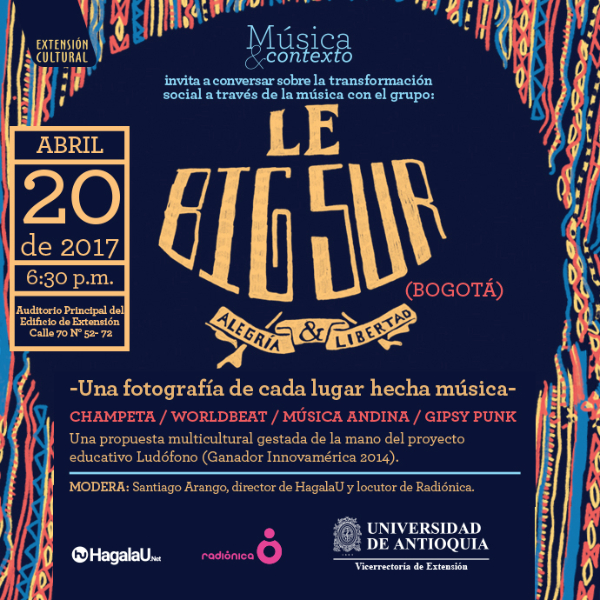 EXTENSIÓN
CULTURAL
Música
&contexto
invita a conversar sobre la transformación
social a través de la música con el grupo:
ABRIL
20
de 2017
6:30 p.m.
Auditorio Principal del
Edificio de Extensión
Calle 70 Nº 52- 72
LE
BIG SUR
(BOGOTÁ)
ALEGRÍA & LIBERTAD
-Una fotografía de cada lugar hecha música-
CHAMPETA / WORLDBEAT / MÚSICA ANDINA / GIPSY PUNK
Una propuesta multicultural gestada de la mano del proyecto
educativo Ludófono (Ganador Innovamérica 2014).
MODERA: Santiago Arango, director de HagalaU y locutor de Radiónica.
HagalaU.Net
radiónica
UNIVERSIDAD
DE ANTIOQUIA
Vicerrectoría de Extensión